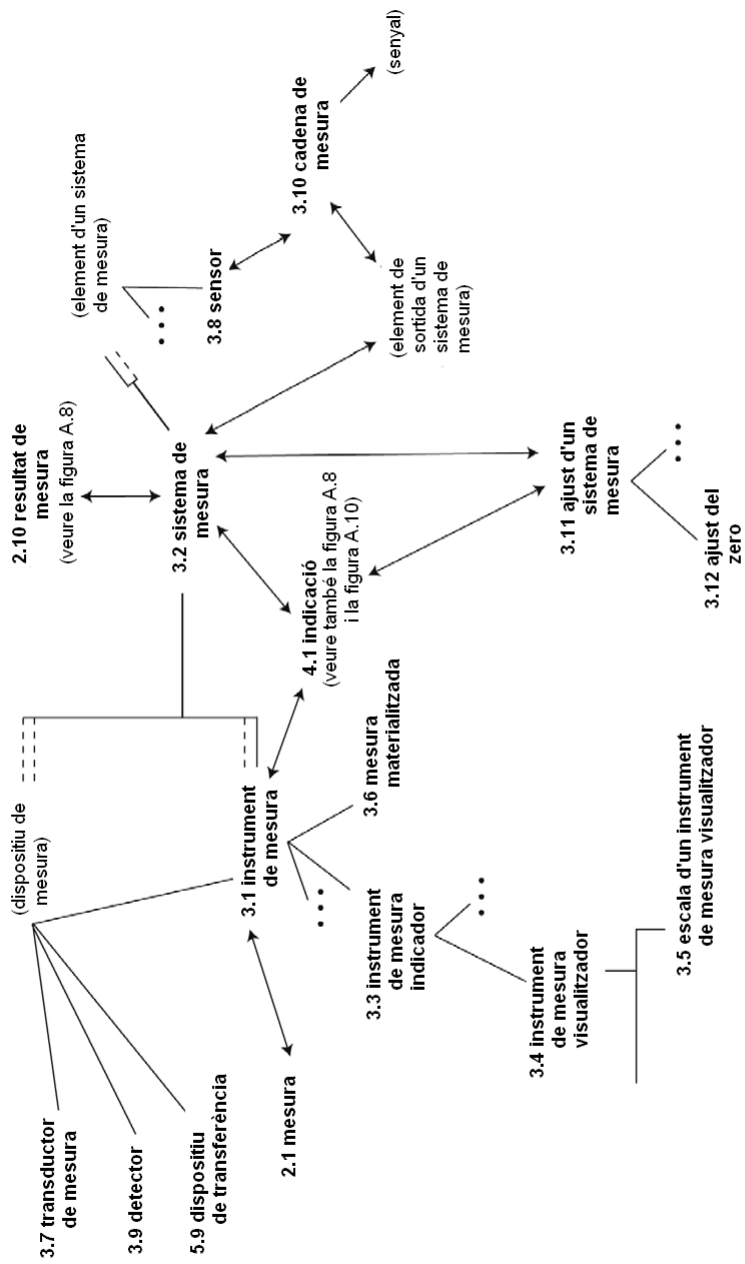 2.10 resultat de
mesura
(veure la figura A.8)
(element d'un sistema
de mesura)
(dispositiu de
mesura)
3.2 sistema de
mesura
3.8 sensor
3.10 cadena de
mesura
(senyal)
3.7 transductor
de mesura
3.9 detector
5.9 dispositiu
de transferència
2.1 mesura
3.1 instrument
de mesura
4.1 indicació
(veure també la figura A.8
i la figura A.10)
(element de
sortida d'un
sistema de
mesura)
3.6 mesura
materialitzada
3.3 instrument
de mesura
indicador
3.11 ajust d'un
sistema de
mesura
3.4 instrument
de mesura
visualitzador
3.12 ajust del
zero
3.5 escala d'un instrument
de mesura visualitzador